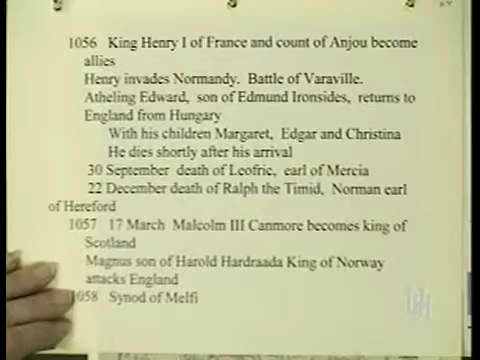 1056 King Henry I of France and count of Anjou become
allies
Henry invades Normandy. Battle of Varaville.
Atheling Edward, son of Edmund Ironsides, returns to
England from Hungary
With his children Margaret, Edgar and Christina
He dies shortly after his arrival
30 September death of Leofric, earl of Mercia
22 December death of Ralph the Timid, Norman earl
of Hereford
1057 17 March Malcolm III Canmore becomes king of
Scotland
Magnus son of Harold Hardraada King of Norway
attacks England
1058 Synod of Melfi